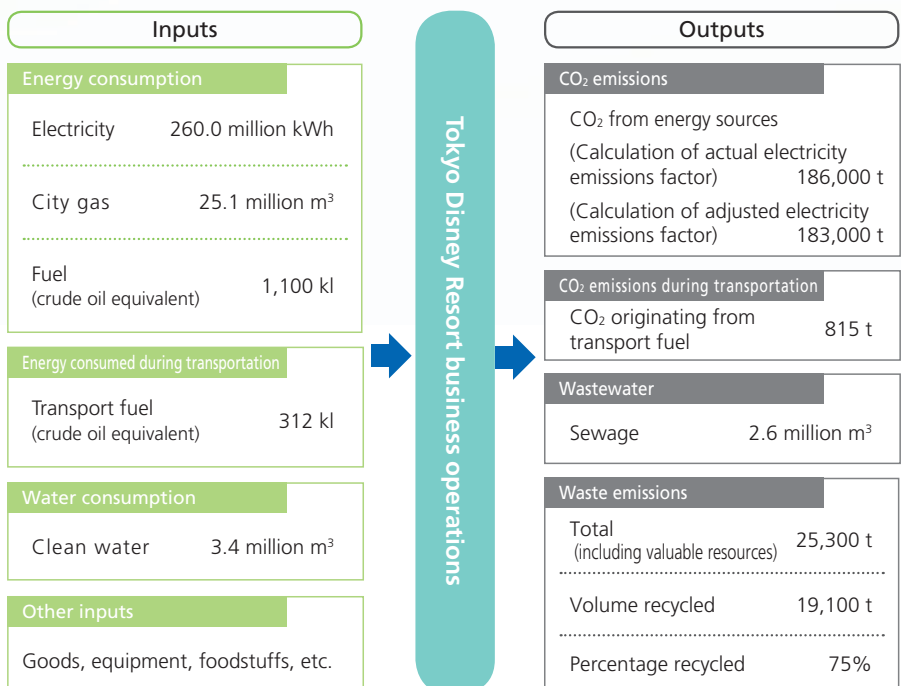 Inputs
Energy consumption
Electricity 260.0 million kWh
City gas 25.1 million m³
Fuel
(crude oil equivalent) 1,100 kl
Energy consumed during transportation
Transport fuel
(crude oil equivalent) 312 kl
Water consumption
Clean water 3.4 million m³
Other inputs
Goods, equipment, foodstuffs, etc.
Tokyo Disney Resort business operations
Outputs
CO₂ emissions
CO₂ from energy sources
(Calculation of actual electricity
emissions factor) 186,000 t
(Calculation of adjusted electricity
emissions factor) 183,000 t
CO₂ emissions during transportation
CO₂ originating from
transport fuel 815 t
Wastewater
Sewage 2.6 million m³
Waste emissions
Total
(including valuable resources) 25,300 t
Volume recycled 19,100 t
Percentage recycled 75%